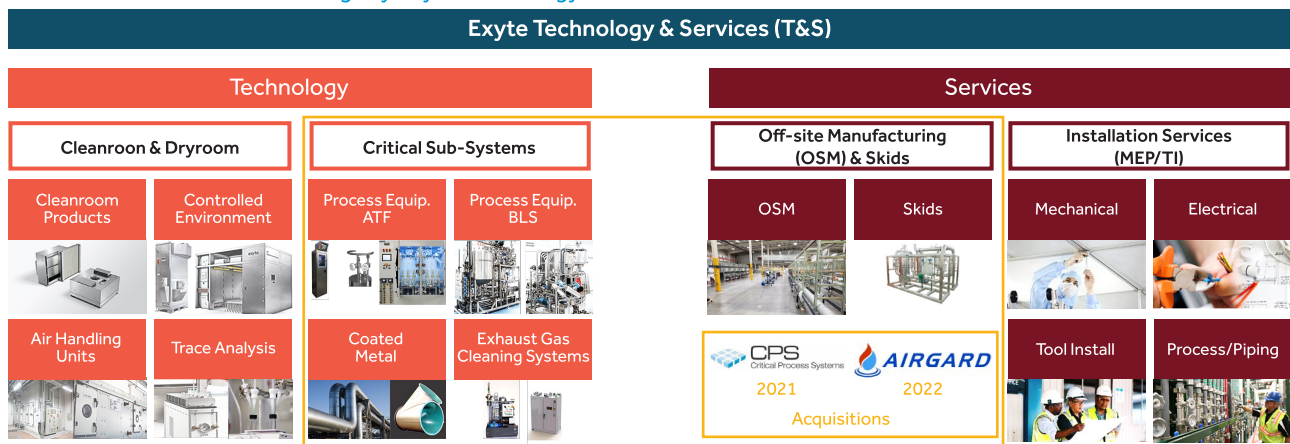 Exyte Technology & Services (T&S)
Technology
Services
Cleanroon & Dryroom
Critical Sub-Systems
Off-site Manufacturing
(OSM) & Skids
Installation Services
(MEP/TI)
Cleanroom
Products
Controlled
Environment
Process Equip.
ATF
Process Equip.
BLS
OSM
Skids
Mechanical
Electrical
Air Handling
Units
Trace Analysis
Coated
Metal
Exhaust Gas
Cleaning Systems
CPS
Critical Process Systems
2021
AIRGARD
2022
Acquisitions
Tool Install
Process/Piping